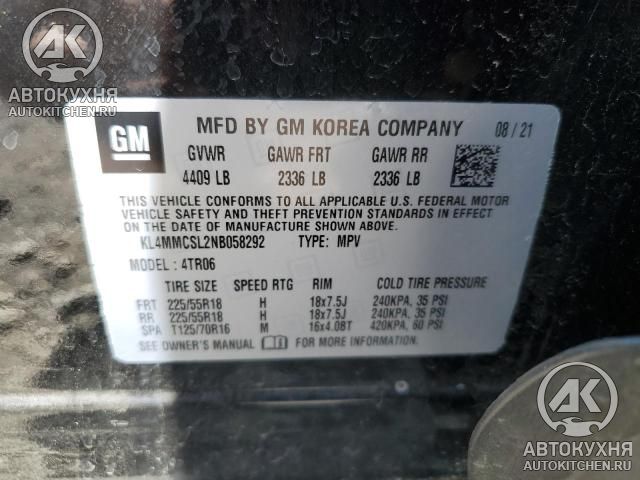 AK
АВТОКУХНЯ
AUTOKITCHEN.RU
GM
MFD BY GM KOREA COMPANY 08/21
GVWR GAWR FRT GAWR RR
4409 LB 2336 LB 2336 LB
THIS VEHICLE CONFORMS TO ALL APPLICABLE U.S. FEDERAL MOTOR
VEHICLE SAFETY AND THEFT PREVENTION STANDARDS IN EFFECT
ON THE DATE OF MANUFACTURE SHOWN ABOVE.
KL4MMCSL2NB058292 TYPE: MPV
MODEL: 4TR06
TIRE SIZE SPEED RTG RIM COLD TIRE PRESSURE
FRT 225/55R18 H 18x7.5J 240KPA, 35 PSI
RR 225/55R18 H 18x7.5J 240KPA, 35 PSI
SPA T125/70R16 M 16x4.08T 420KPA, 60 PSI
SEE OWNER'S MANUAL FOR MORE INFORMATION.
AK
АВТОКУХНЯ
AUTOKITCHEN.RU